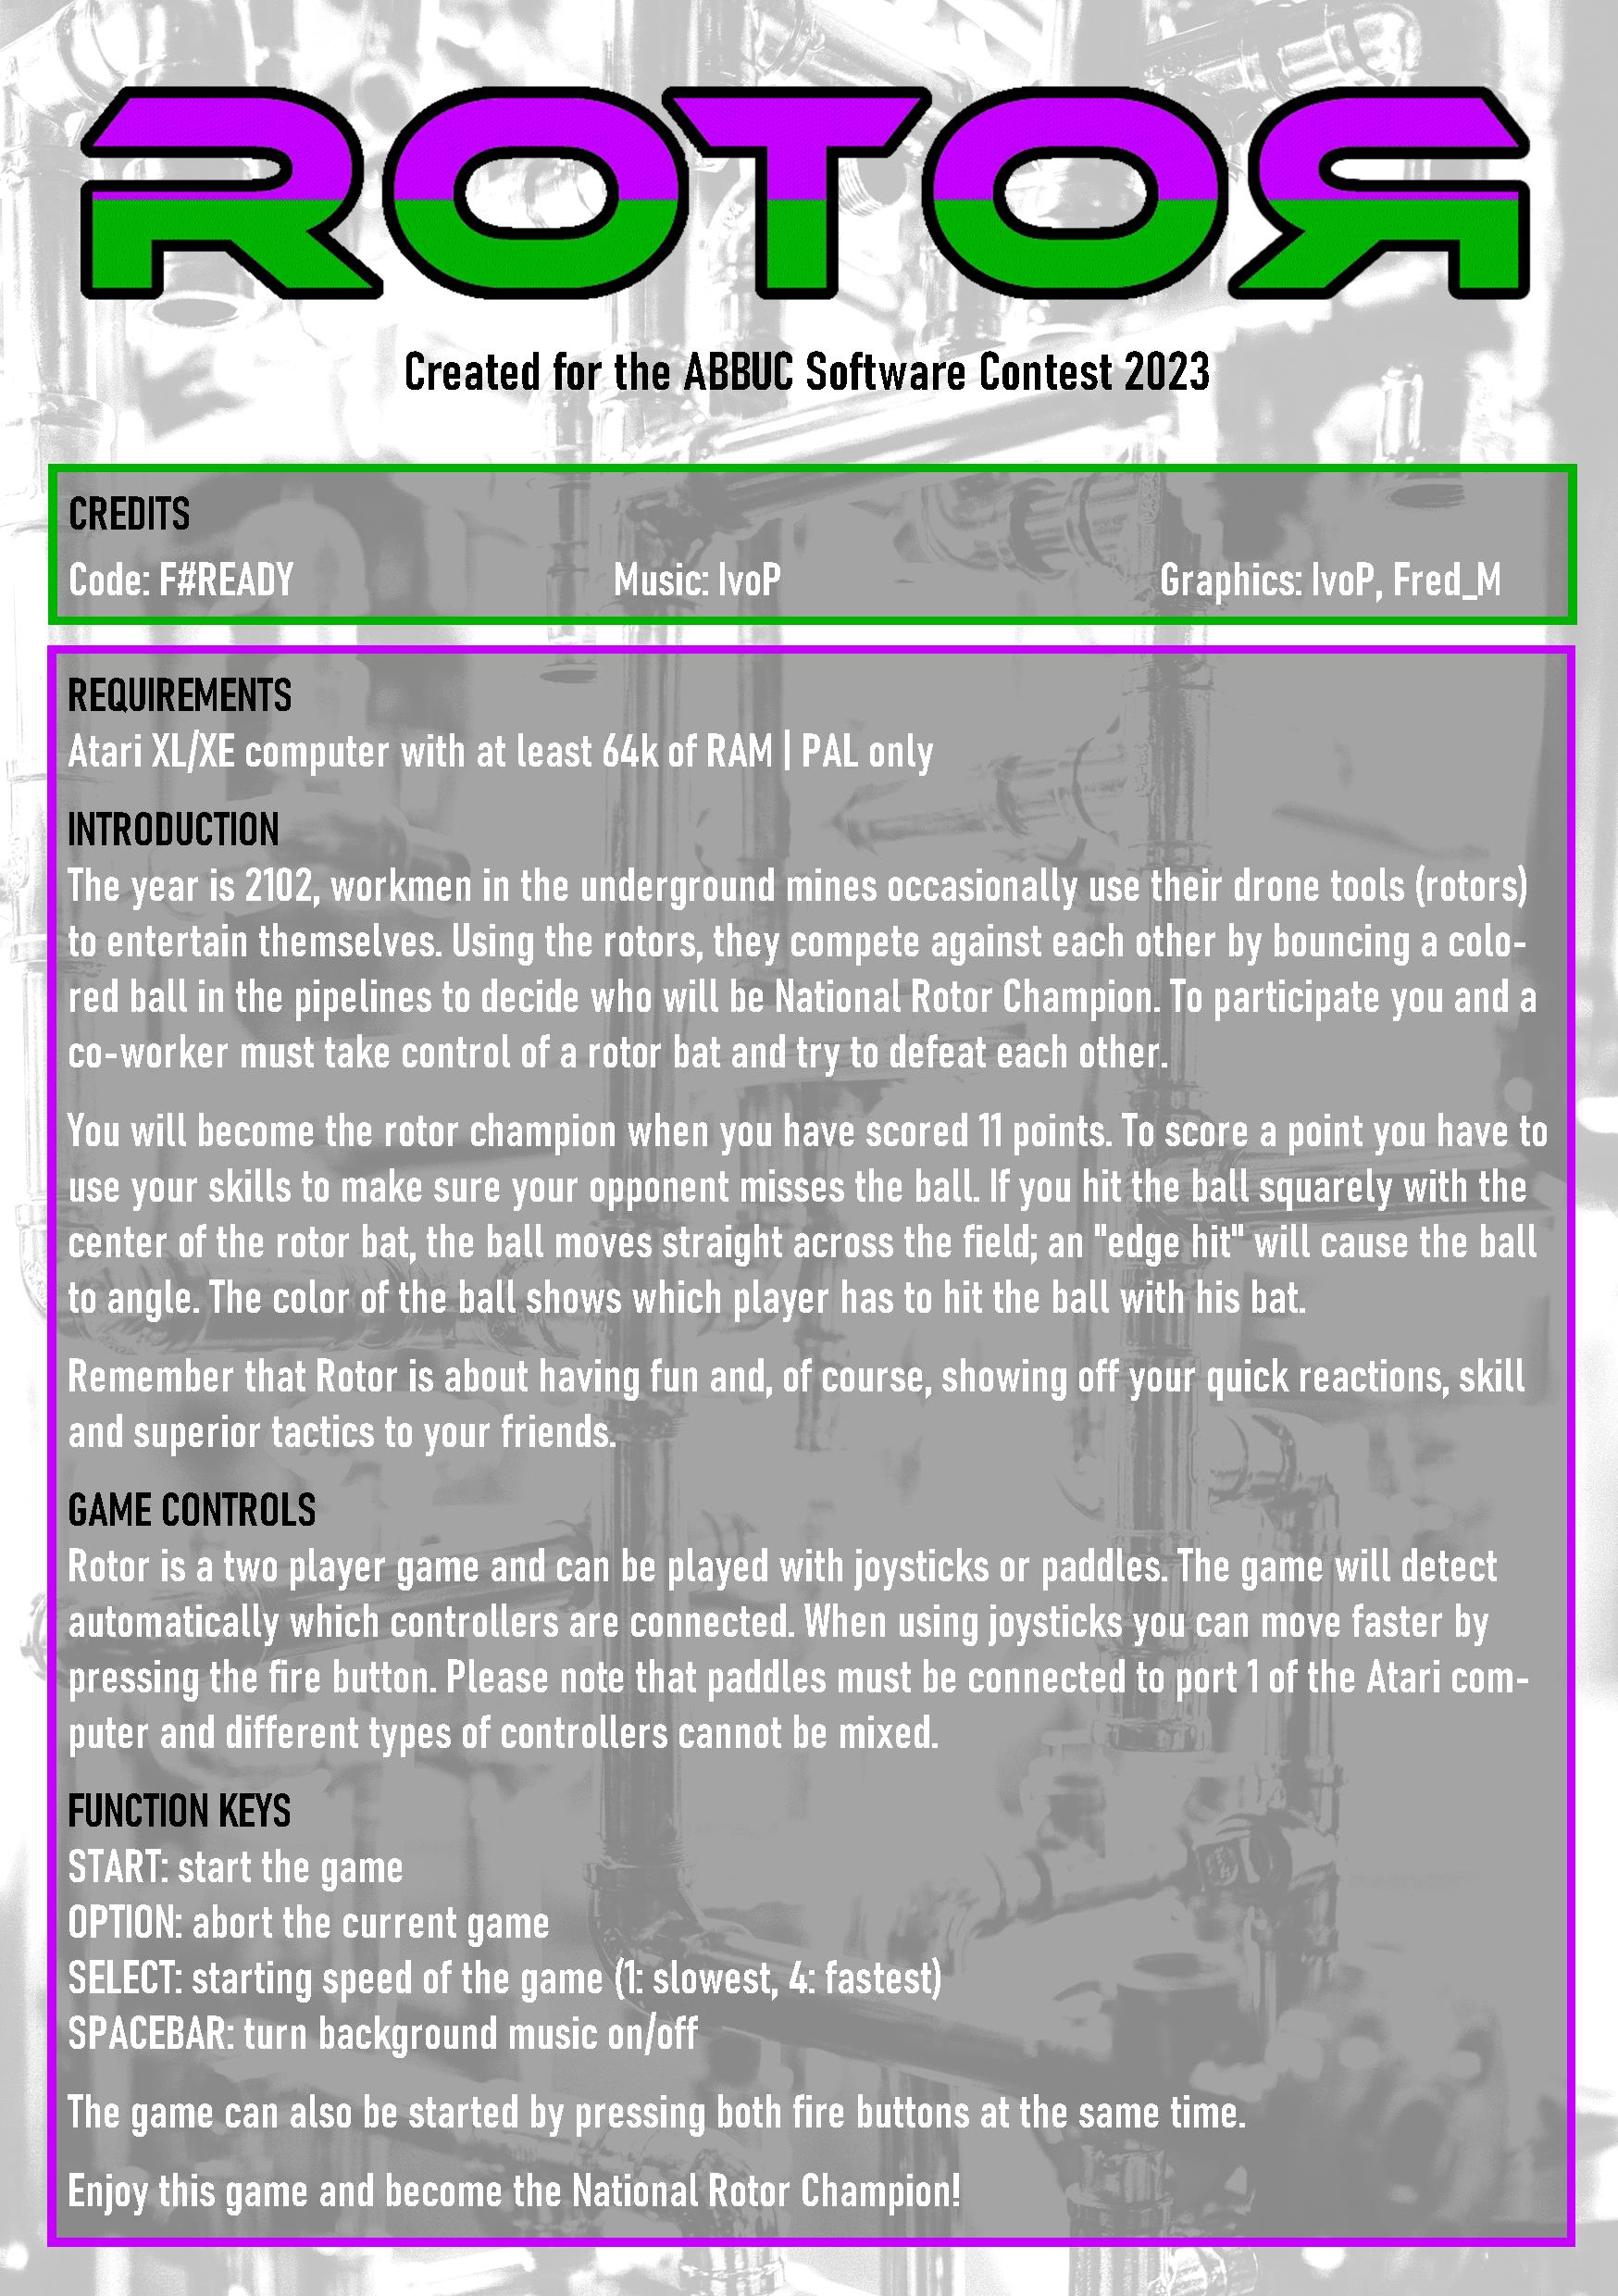 ROTOR
Created for the ABBUC Software Contest 2023
CREDITS
Code: F#READY Music: IvoP Graphics: IvoP, Fred_M
REQUIREMENTS
Atari XL/XE computer with at least 64k of RAM | PAL only
INTRODUCTION
The year is 2102, workmen in the underground mines occasionally use their drone tools (rotors)
to entertain themselves. Using the rotors, they compete against each other by bouncing a colo-
red ball in the pipelines to decide who will be National Rotor Champion. To participate you and a
co-worker must take control of a rotor bat and try to defeat each other.
You will become the rotor champion when you have scored 11 points. To score a point you have to
use your skills to make sure your opponent misses the ball. If you hit the ball squarely with the
center of the rotor bat, the ball moves straight across the field; an "edge hit" will cause the ball
to angle. The color of the ball shows which player has to hit the ball with his bat.
Remember that Rotor is about having fun and, of course, showing off your quick reactions, skill
and superior tactics to your friends.
GAME CONTROLS
Rotor is a two player game and can be played with joysticks or paddles. The game will detect
automatically which controllers are connected. When using joysticks you can move faster by
pressing the fire button. Please note that paddles must be connected to port 1 of the Atari com-
puter and different types of controllers cannot be mixed.
FUNCTION KEYS
START: start the game
OPTION: abort the current game
SELECT: starting speed of the game (1: slowest, 4: fastest)
SPACEBAR: turn background music on/off
The game can also be started by pressing both fire buttons at the same time.
Enjoy this game and become the National Rotor Champion!